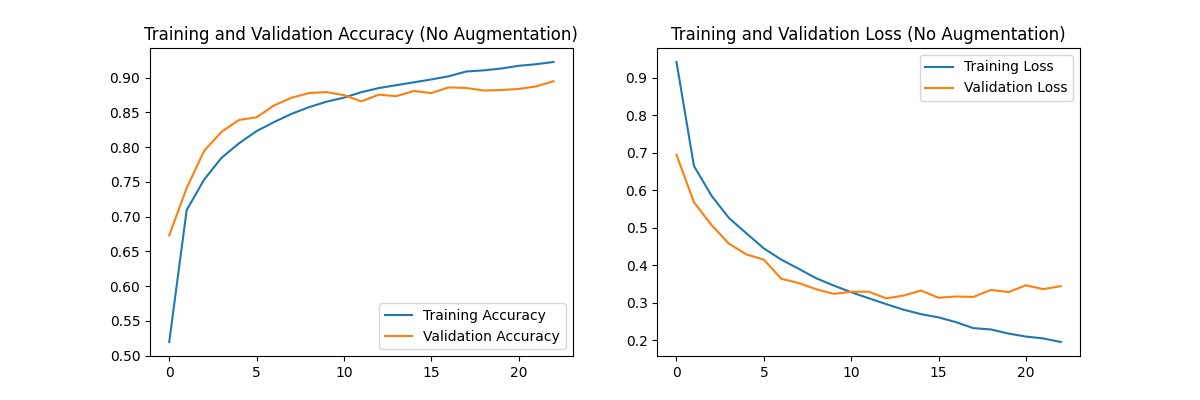 Training and Validation Accuracy (No Augmentation)
0.90
0.85
0.80
0.75
0.70
0.65
0.60
0.55
0.50
0 5 10 15 20
Training Accuracy
Validation Accuracy
Training and Validation Loss (No Augmentation)
0.9
0.8
0.7
0.6
0.5
0.4
0.3
0.2
0 5 10 15 20
Training Loss
Validation Loss